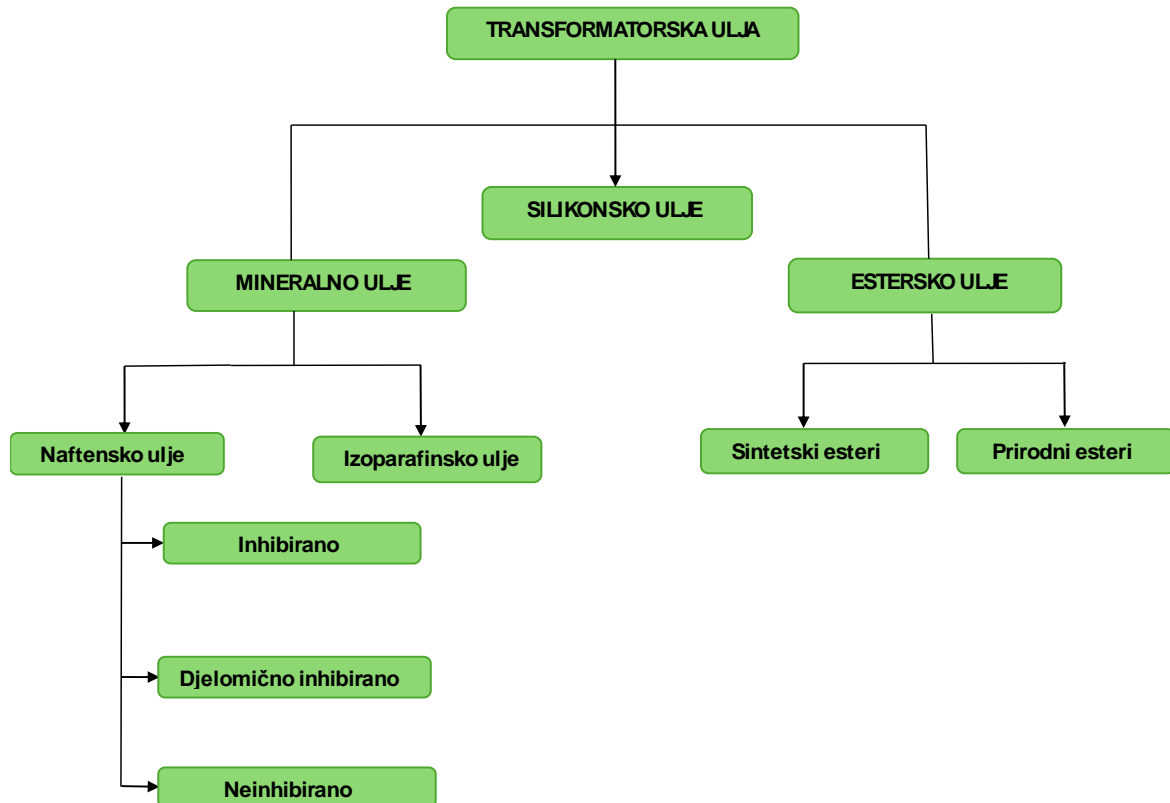 TRANSFORMATORSKA ULJA
SILIKONSKO ULJE
MINERALNO ULJE
ESTERSKO ULJE
Naftensko ulje
Izoparafinsko ulje
Sintetski esteri
Prirodni esteri
Inhibirano
Djelomično inhibirano
Neinhibirano